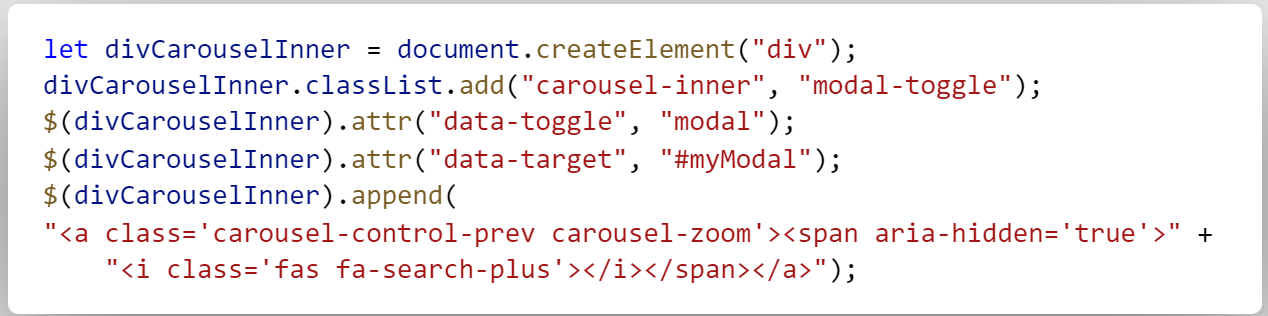 let divCarouselInner = document.createElement("div");
divCarouselInner.classList.add("carousel-inner", "modal-toggle");
$(divCarouselInner).attr("data-toggle", "modal");
$(divCarouselInner).attr("data-target", "#myModal");
$(divCarouselInner).append(
"<a class='carousel-control-prev carousel-zoom'><span aria-hidden='true'>" +
    "<i class='fas fa-search-plus'></i></span></a>");